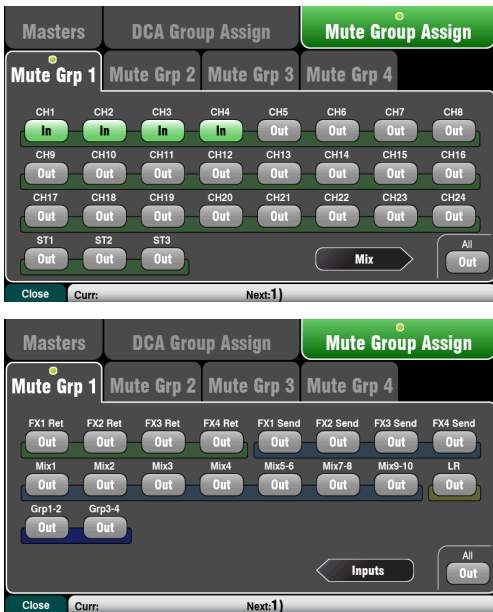 Masters DCA Group Assign Mute Group Assign
Mute Grp 1 Mute Grp 2 Mute Grp 3 Mute Grp 4
CH1 CH2 CH3 CH4 CH5 CH6 CH7 CH8
In In In In Out Out Out Out
CH9 CH10 CH11 CH12 CH13 CH14 CH15 CH16
Out Out Out Out Out Out Out Out
CH17 CH18 CH19 CH20 CH21 CH22 CH23 CH24
Out Out Out Out Out Out Out Out
ST1 ST2 ST3 All
Out Out Out Mix Out
Close Curr: Next:1)
Masters DCA Group Assign Mute Group Assign
Mute Grp 1 Mute Grp 2 Mute Grp 3 Mute Grp 4
FX1 Ret FX2 Ret FX3 Ret FX4 Ret FX1 Send FX2 Send FX3 Send FX4 Send
Out Out Out Out Out Out Out Out
Mix1 Mix2 Mix3 Mix4 Mix5-6 Mix7-8 Mix9-10 LR
Out Out Out Out Out Out Out Out
Grp1-2 Grp3-4
Out Out
All
Inputs Out
Close Curr: Next:1)